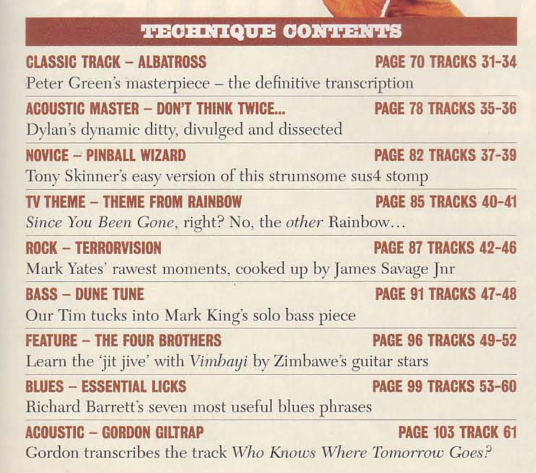 TECHNIQUE CONTENTS
CLASSIC TRACK – ALBATROSS PAGE 70 TRACKS 31-34
Peter Green's masterpiece – the definitive transcription
ACOUSTIC MASTER – DON'T THINK TWICE... PAGE 78 TRACKS 35-36
Dylan's dynamic ditty, divulged and dissected
NOVICE – PINBALL WIZARD PAGE 82 TRACKS 37-39
Tony Skinner's easy version of this strumsome sus4 stomp
TV THEME – THEME FROM RAINBOW PAGE 85 TRACKS 40-41
Since You Been Gone, right? No, the other Rainbow...
ROCK – TERRORVISION PAGE 87 TRACKS 42-46
Mark Yates' rawest moments, cooked up by James Savage Jnr
BASS – DUNE TUNE PAGE 91 TRACKS 47-48
Our Tim tucks into Mark King's solo bass piece
FEATURE – THE FOUR BROTHERS PAGE 96 TRACKS 49-52
Learn the 'jit jive' with Vimbayi by Zimbawe's guitar stars
BLUES – ESSENTIAL LICKS PAGE 99 TRACKS 53-60
Richard Barrett's seven most useful blues phrases
ACOUSTIC – GORDON GILTRAP PAGE 103 TRACK 61
Gordon transcribes the track Who Knows Where Tomorrow Goes?